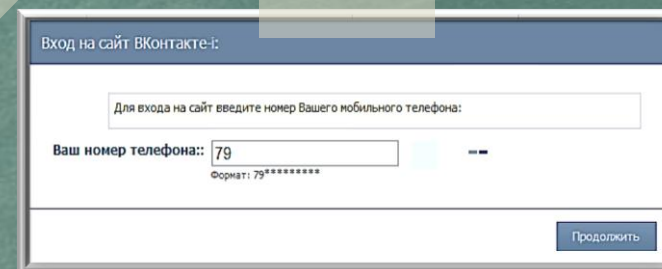 Вход на сайт ВКонтакте-i:
Для входа на сайт введите номер Вашего мобильного телефона:
Ваш номер телефона:: 79
Формат: 79*********
Продолжить